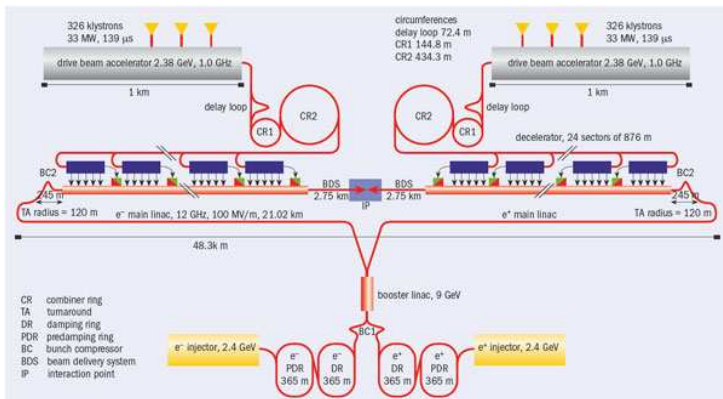 326 klystrons
33 MW, 139 μs
circumferences
delay loop 72.4 m
CR1 144.8 m
CR2 434.3 m
326 klystrons
33 MW, 139 μs
drive beam accelerator 2.38 GeV, 1.0 GHz
drive beam accelerator 2.38 GeV, 1.0 GHz
1 km
1 km
delay loop
delay loop
CR2
CR2
CR1
CR1
decelerator, 24 sectors of 876 m
BC2
BC2
BDS
BDS
2.75 km
2.75 km
IP
245 m
245 m
TA radius = 120 m
e⁻ main linac, 12 GHz, 100 MV/m, 21.02 km
e⁺ main linac
TA radius = 120 m
48.3k m
booster linac, 9 GeV
CR combiner ring
TA turnaround
DR damping ring
PDR predamping ring
BC bunch compressor
BDS beam delivery system
IP interaction point
BC1
e⁻ injector, 2.4 GeV
e⁻
PDR
365 m
e⁻
DR
365 m
e⁺
DR
365 m
e⁺
PDR
365 m
e⁺ injector, 2.4 GeV